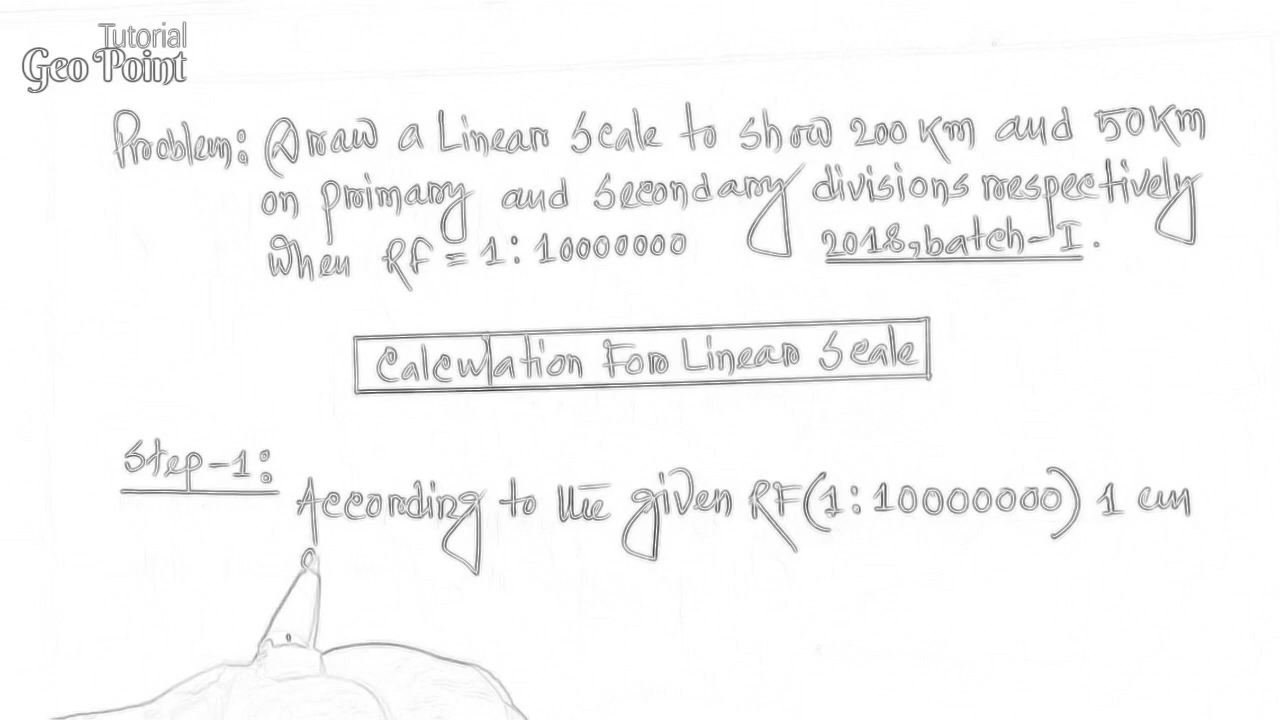 Tutorial
Geo Point
Problem: Draw a Linear Scale to show 200 Km and 50 Km
on primary and secondary divisions respectively
when RF = 1:10000000 2018, batch-I.
Calculation For Linear Scale
Step-1:
According to the given RF (1:10000000) 1 cm